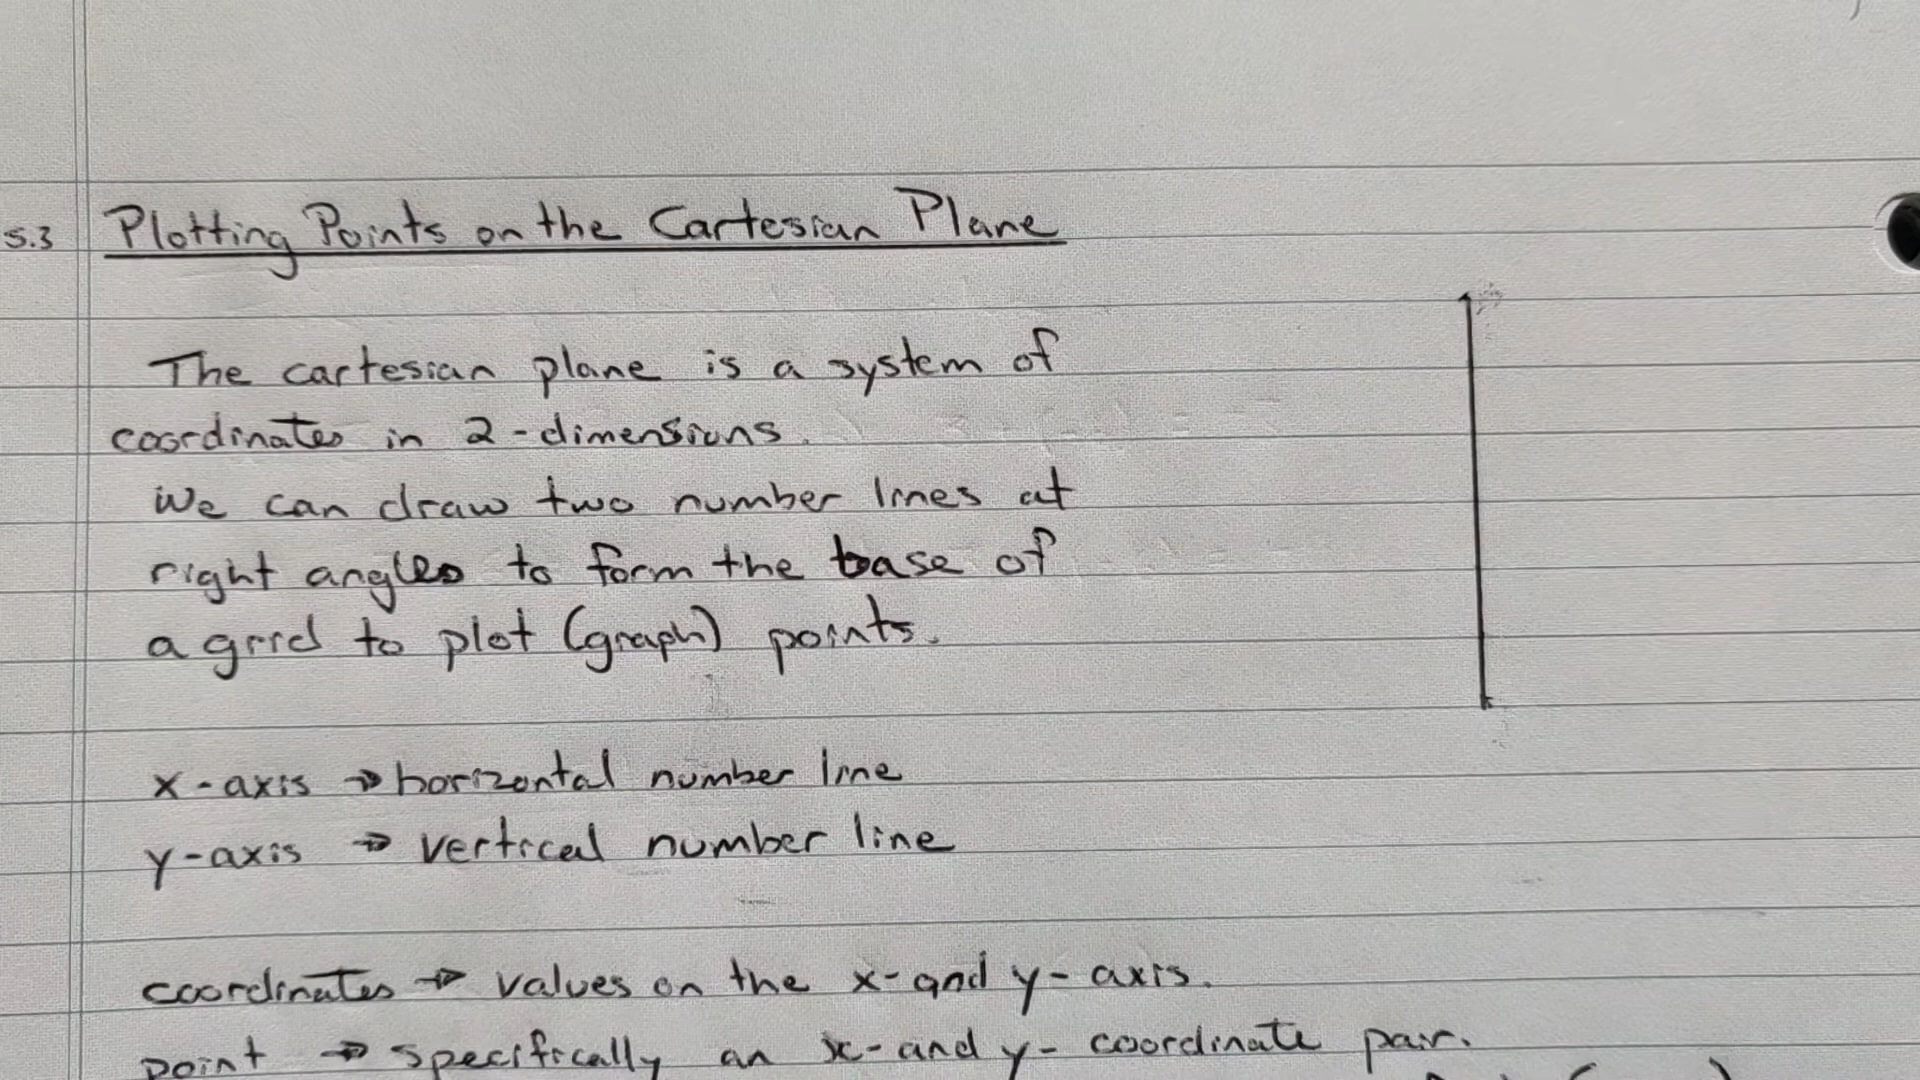 5.3 Plotting Points on the Cartesian Plane
The cartesian plane is a system of
coordinates in 2-dimensions.
We can draw two number lines at
right angles to form the base of
a grid to plot (graph) points.
x-axis → horizontal number line
y-axis → vertical number line
coordinates → values on the x-and y-axis.
point → specifically an x-and y- coordinate pair.